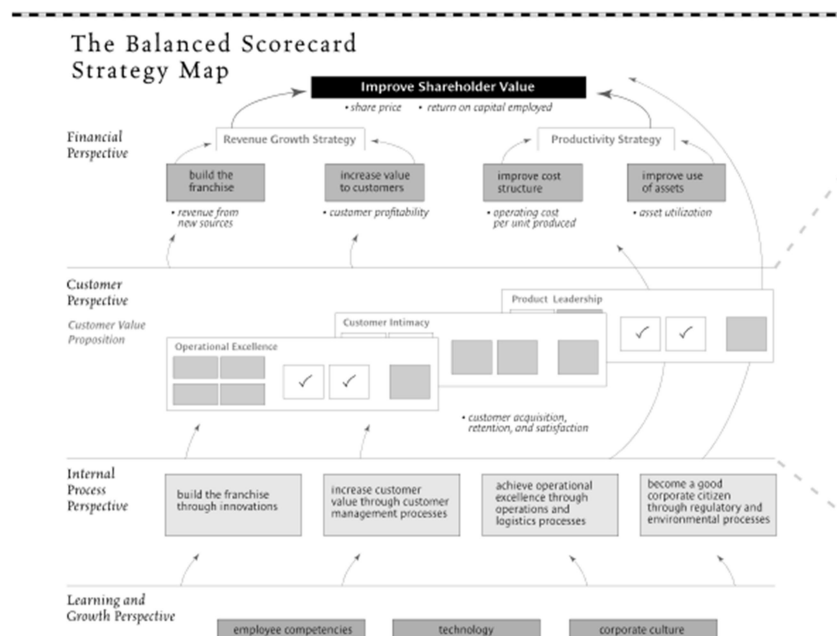 The Balanced Scorecard
Strategy Map
Improve Shareholder Value
• share price • return on capital employed
Financial
Perspective
Revenue Growth Strategy
Productivity Strategy
build the
franchise
increase value
to customers
improve cost
structure
improve use
of assets
• revenue from
new sources
• customer profitability
• operating cost
per unit produced
• asset utilization
Customer
Perspective
Customer Value
Proposition
Product Leadership
Customer Intimacy
Operational Excellence
• customer acquisition,
retention, and satisfaction
Internal
Process
Perspective
build the franchise
through innovations
increase customer
value through customer
management processes
achieve operational
excellence through
operations and
logistics processes
become a good
corporate citizen
through regulatory and
environmental processes
Learning and
Growth Perspective
employee competencies
technology
corporate culture